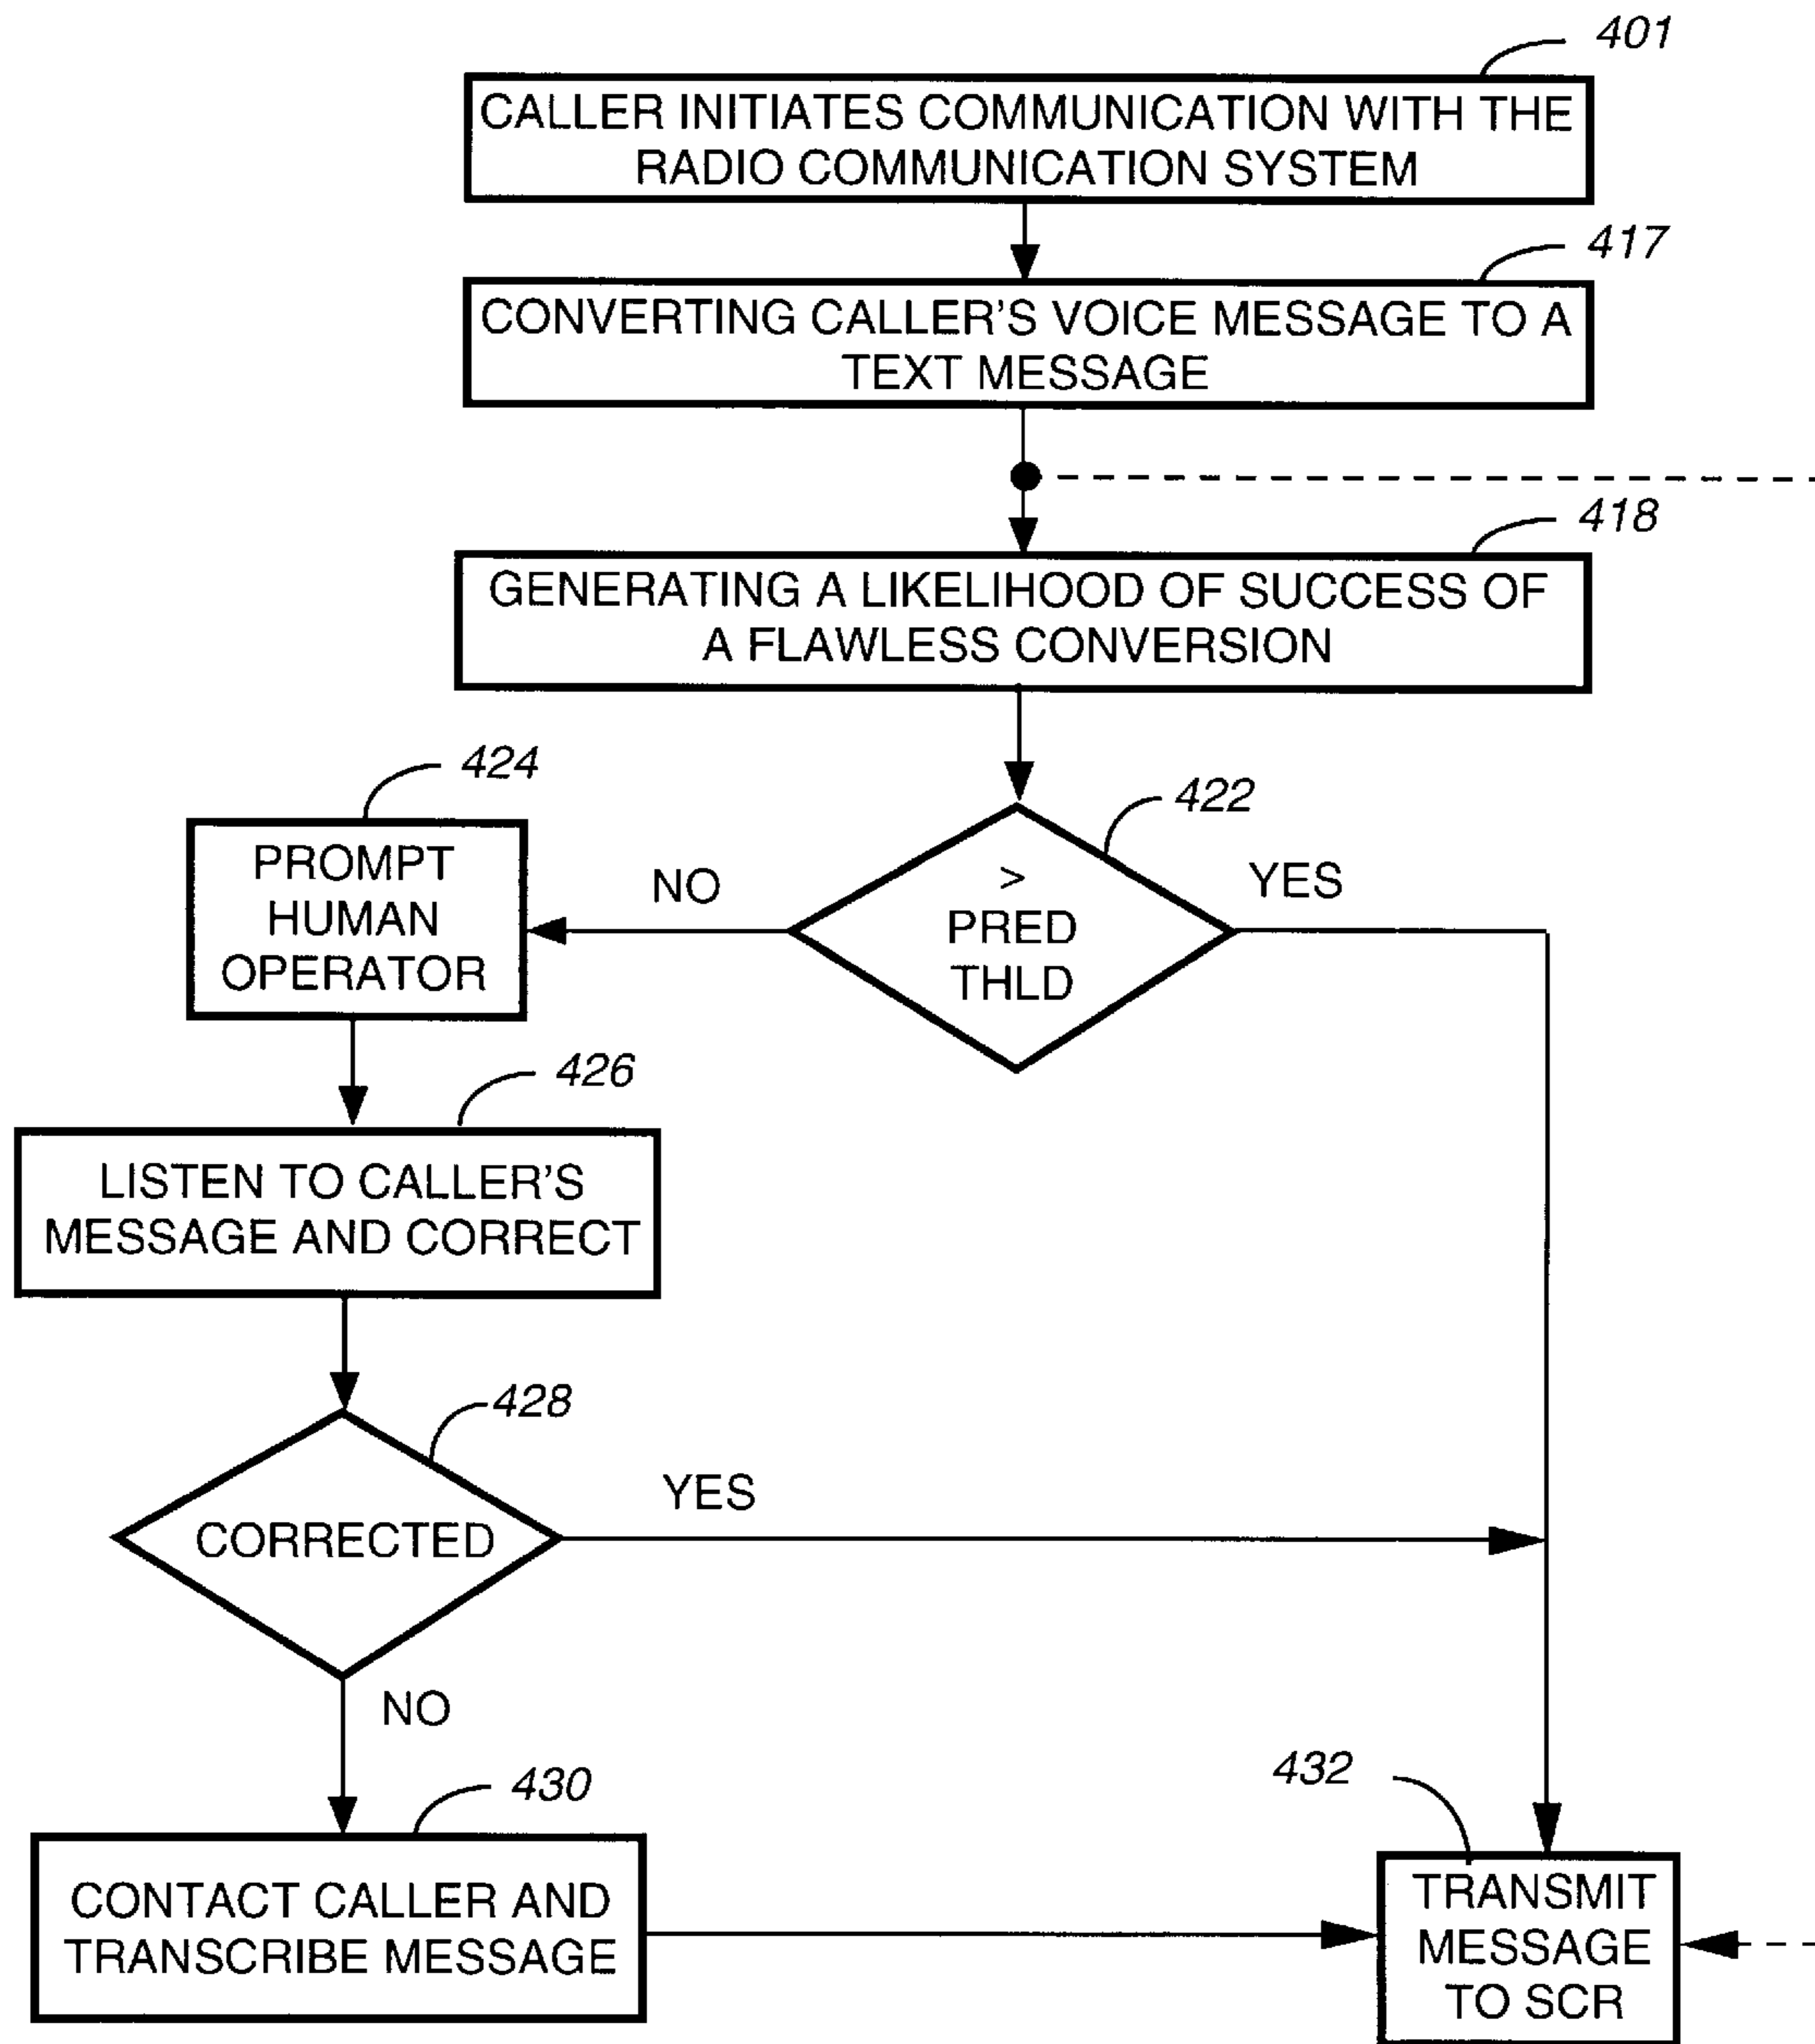 401
CALLER INITIATES COMMUNICATION WITH THE
RADIO COMMUNICATION SYSTEM
417
CONVERTING CALLER'S VOICE MESSAGE TO A
TEXT MESSAGE
418
GENERATING A LIKELIHOOD OF SUCCESS OF
A FLAWLESS CONVERSION
424
PROMPT
HUMAN
OPERATOR
NO
422
>
PRED
THLD
YES
426
LISTEN TO CALLER'S
MESSAGE AND CORRECT
428
CORRECTED
YES
NO
430
CONTACT CALLER AND
TRANSCRIBE MESSAGE
432
TRANSMIT
MESSAGE
TO SCR